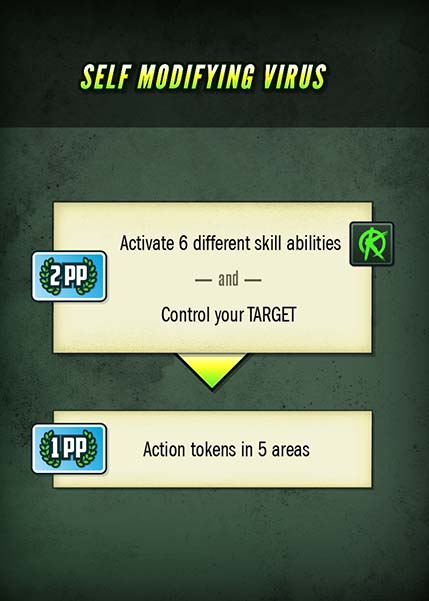 SELF MODIFYING VIRUS
Activate 6 different skill abilities
2 PP
— and —
Control your TARGET
1 PP
Action tokens in 5 areas